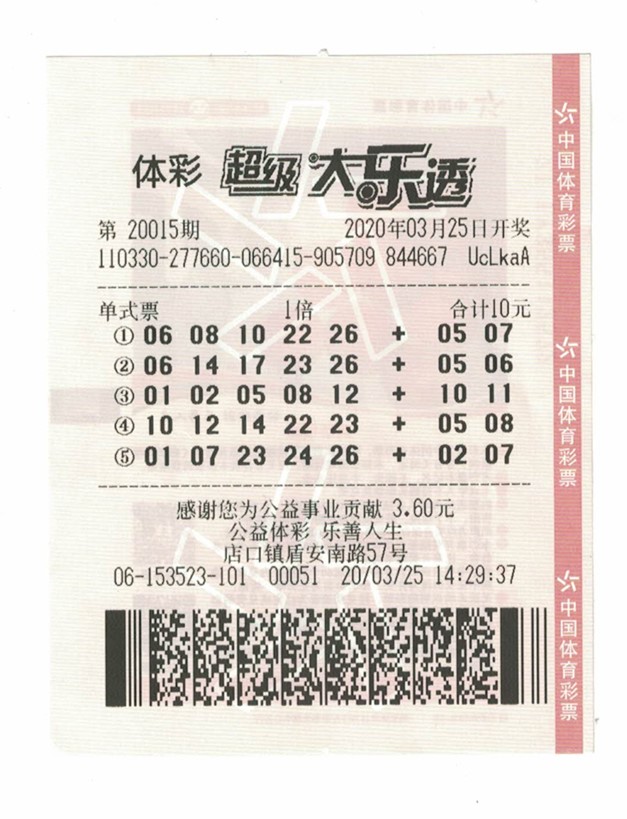 体彩 超级大乐透
第 20015期 2020年03月25日开奖
110330-277660-066415-905709 844667 UcLkaA
单式票 1倍 合计10元
① 06 08 10 22 26 + 05 07
② 06 14 17 23 26 + 05 06
③ 01 02 05 08 12 + 10 11
④ 10 12 14 22 23 + 05 08
⑤ 01 07 23 24 26 + 02 07
感谢您为公益事业贡献 3.60元
公益体彩 乐善人生
店口镇盾安南路57号
06-153523-101 00051 20/03/25 14:29:37
中国体育彩票
中国体育彩票
中国体育彩票